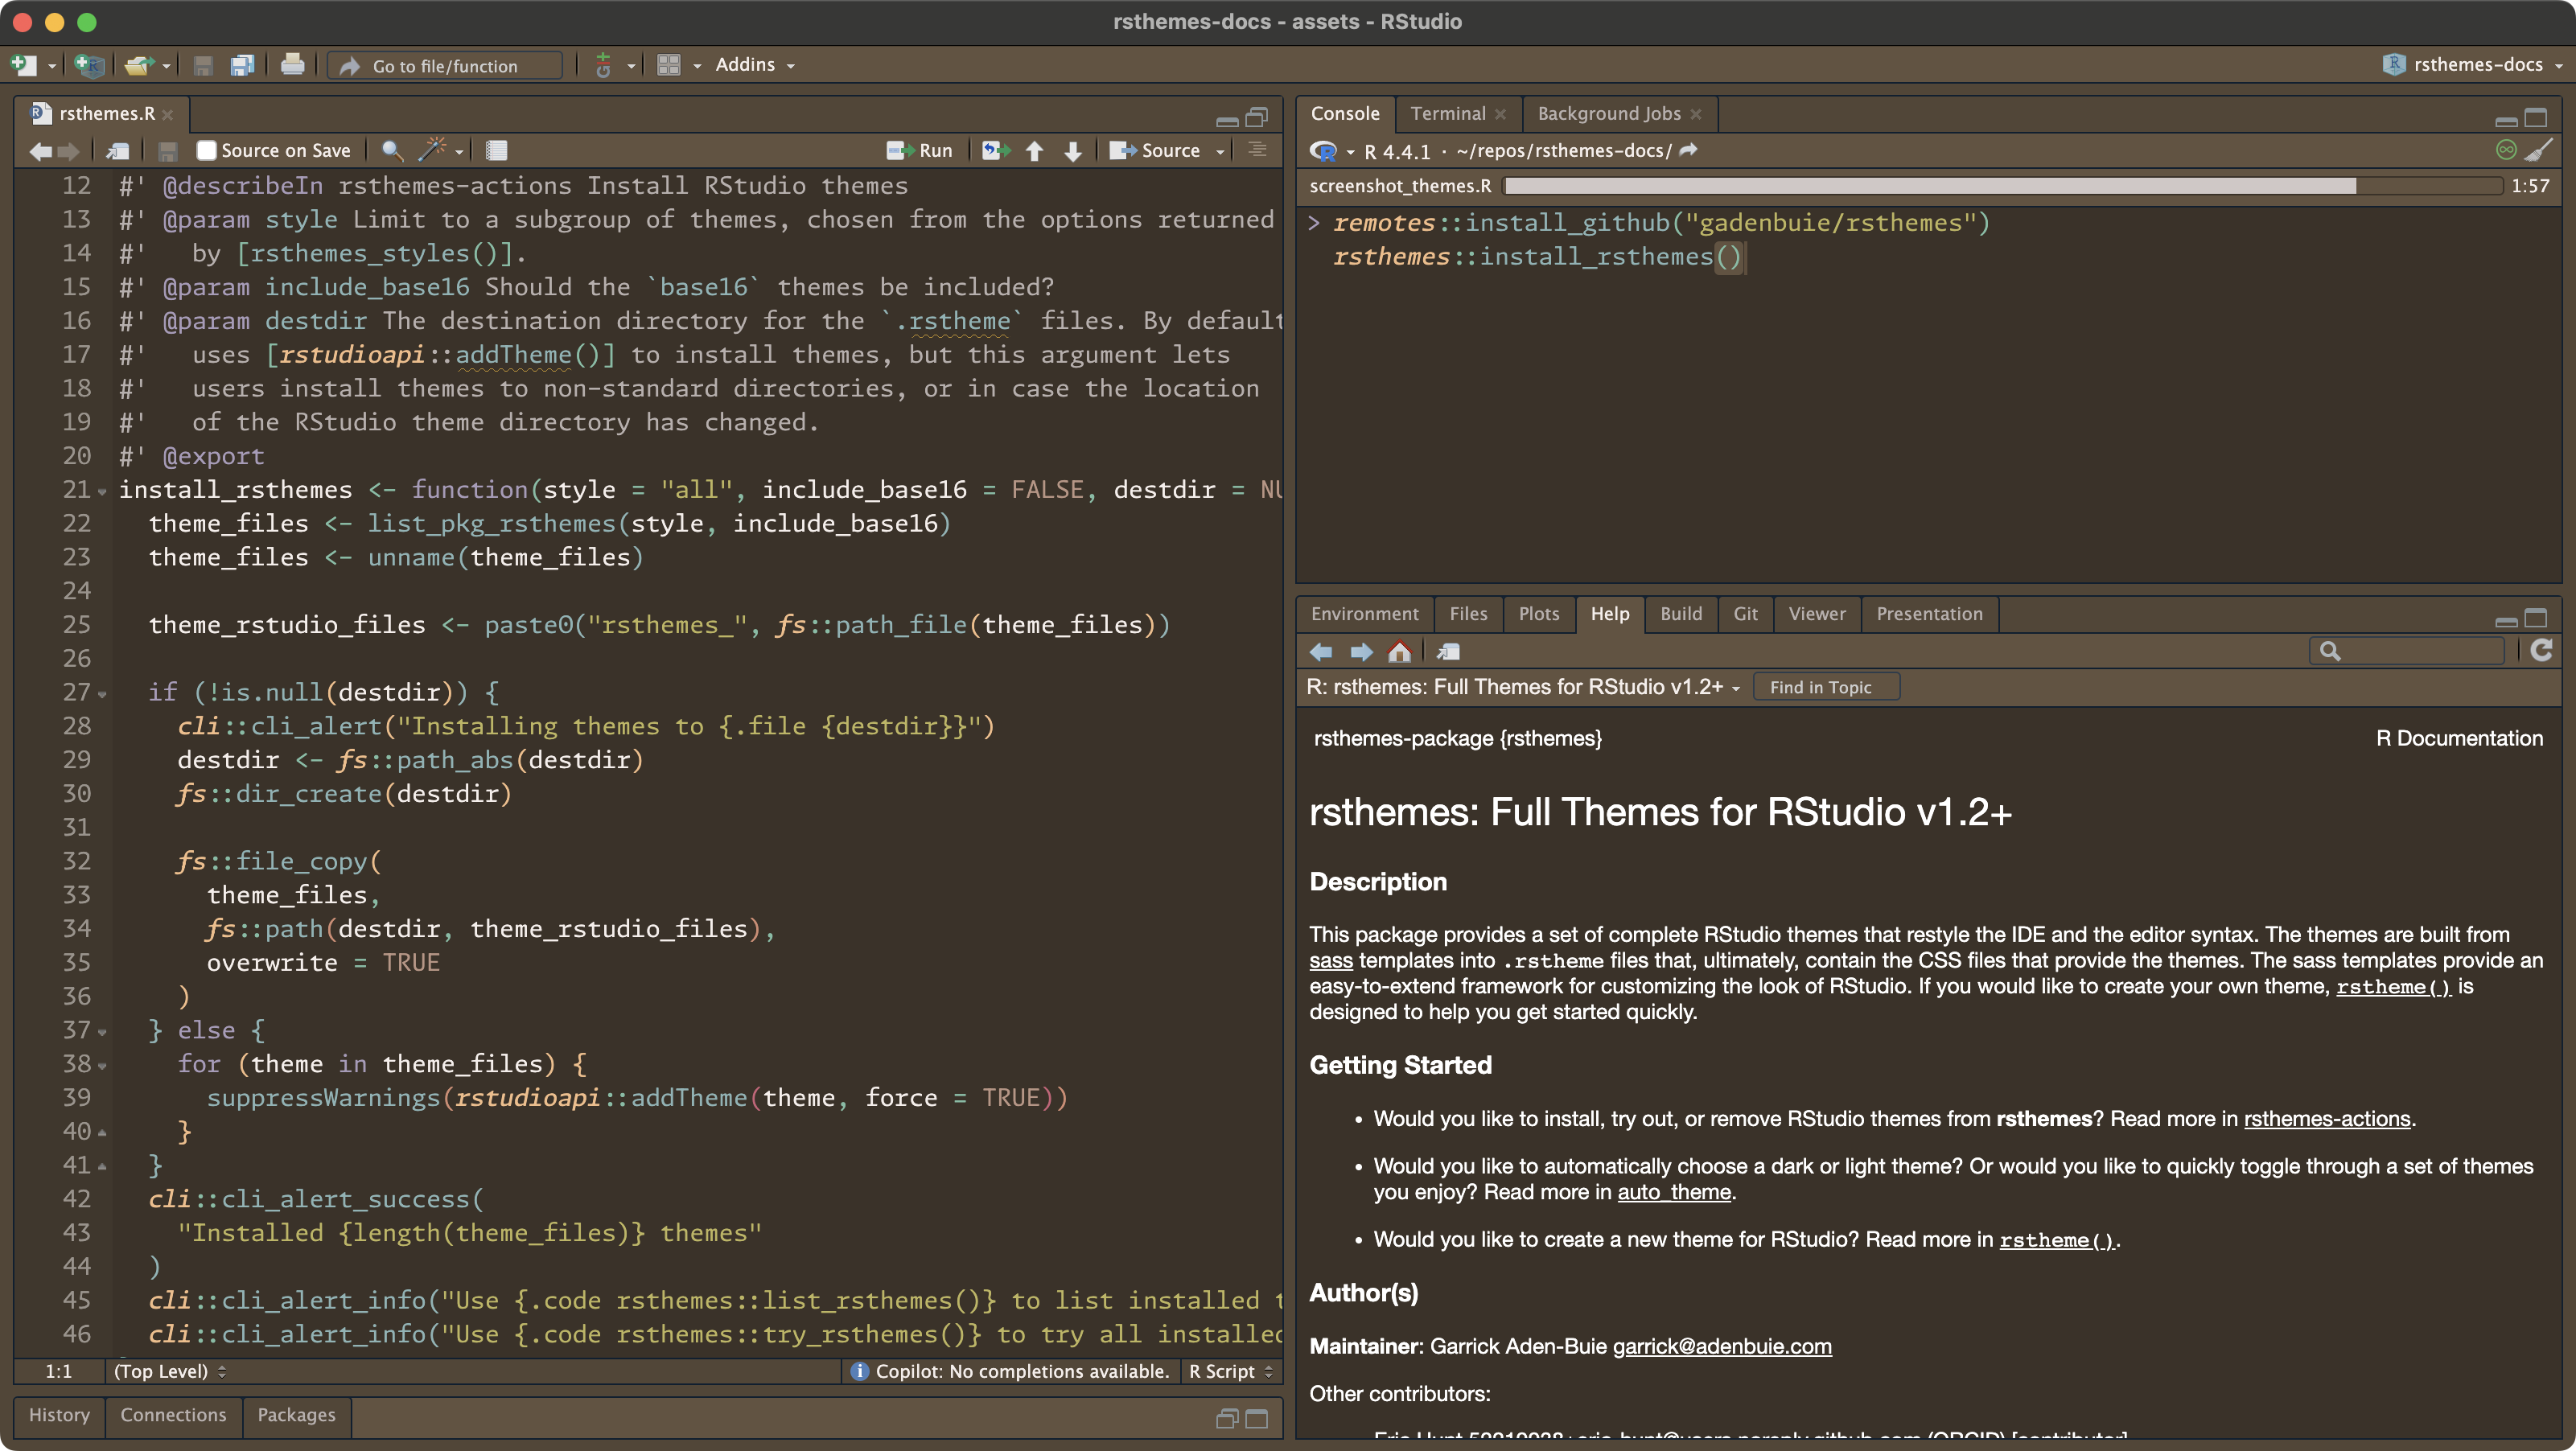 rsthemes-docs - assets - RStudio
Go to file/function
Addins
rsthemes-docs
rsthemes.R
Source on Save
Run
Source
12 #' @describeIn rsthemes-actions Install RStudio themes
13 #' @param style Limit to a subgroup of themes, chosen from the options returned
14 #'   by [rsthemes_styles()].
15 #' @param include_base16 Should the `base16` themes be included?
16 #' @param destdir The destination directory for the `.rstheme` files. By default
17 #'   uses [rstudioapi::addTheme()] to install themes, but this argument lets
18 #'   users install themes to non-standard directories, or in case the location
19 #'   of the RStudio theme directory has changed.
20 #' @export
21 install_rsthemes <- function(style = "all", include_base16 = FALSE, destdir = NU
22   theme_files <- list_pkg_rsthemes(style, include_base16)
23   theme_files <- unname(theme_files)
24
25   theme_rstudio_files <- paste0("rsthemes_", fs::path_file(theme_files))
26
27   if (!is.null(destdir)) {
28     cli::cli_alert("Installing themes to {.file {destdir}}")
29     destdir <- fs::path_abs(destdir)
30     fs::dir_create(destdir)
31
32     fs::file_copy(
33       theme_files,
34       fs::path(destdir, theme_rstudio_files),
35       overwrite = TRUE
36     )
37   } else {
38     for (theme in theme_files) {
39       suppressWarnings(rstudioapi::addTheme(theme, force = TRUE))
40     }
41   }
42   cli::cli_alert_success(
43     "Installed {length(theme_files)} themes"
44   )
45   cli::cli_alert_info("Use {.code rsthemes::list_rsthemes()} to list installed t
46   cli::cli_alert_info("Use {.code rsthemes::try_rsthemes()} to try all installed
1:1 (Top Level) Copilot: No completions available. R Script
History Connections Packages
Console Terminal Background Jobs
R 4.4.1 · ~/repos/rsthemes-docs/
screenshot_themes.R 1:57
> remotes::install_github("gadenbuie/rsthemes")
rsthemes::install_rsthemes()
Environment Files Plots Help Build Git Viewer Presentation
R: rsthemes: Full Themes for RStudio v1.2+ Find in Topic
rsthemes-package {rsthemes} R Documentation
rsthemes: Full Themes for RStudio v1.2+
Description
This package provides a set of complete RStudio themes that restyle the IDE and the editor syntax. The themes are built from
sass templates into .rstheme files that, ultimately, contain the CSS files that provide the themes. The sass templates provide an
easy-to-extend framework for customizing the look of RStudio. If you would like to create your own theme, rstheme() is
designed to help you get started quickly.
Getting Started
• Would you like to install, try out, or remove RStudio themes from rsthemes? Read more in rsthemes-actions.
• Would you like to automatically choose a dark or light theme? Or would you like to quickly toggle through a set of themes
you enjoy? Read more in auto_theme.
• Would you like to create a new theme for RStudio? Read more in rstheme().
Author(s)
Maintainer: Garrick Aden-Buie garrick@adenbuie.com
Other contributors: